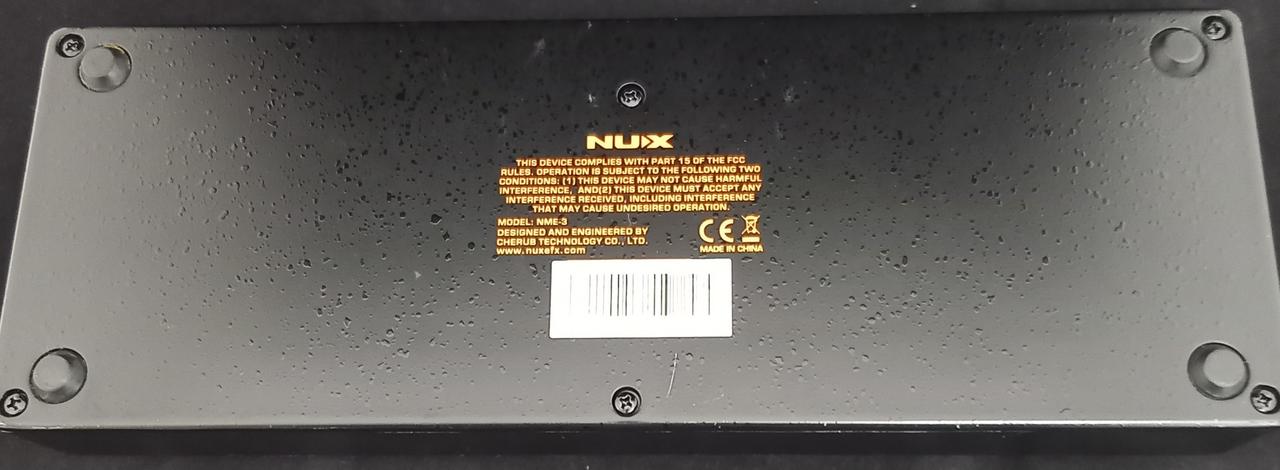 NUX
THIS DEVICE COMPLIES WITH PART 15 OF THE FCC
RULES. OPERATION IS SUBJECT TO THE FOLLOWING TWO
CONDITIONS: (1) THIS DEVICE MAY NOT CAUSE HARMFUL
INTERFERENCE, AND(2) THIS DEVICE MUST ACCEPT ANY
INTERFERENCE RECEIVED, INCLUDING INTERFERENCE
THAT MAY CAUSE UNDESIRED OPERATION.
MODEL: NME-3
DESIGNED AND ENGINEERED BY
CHERUB TECHNOLOGY CO., LTD.
www.nuxefx.com
CE
MADE IN CHINA